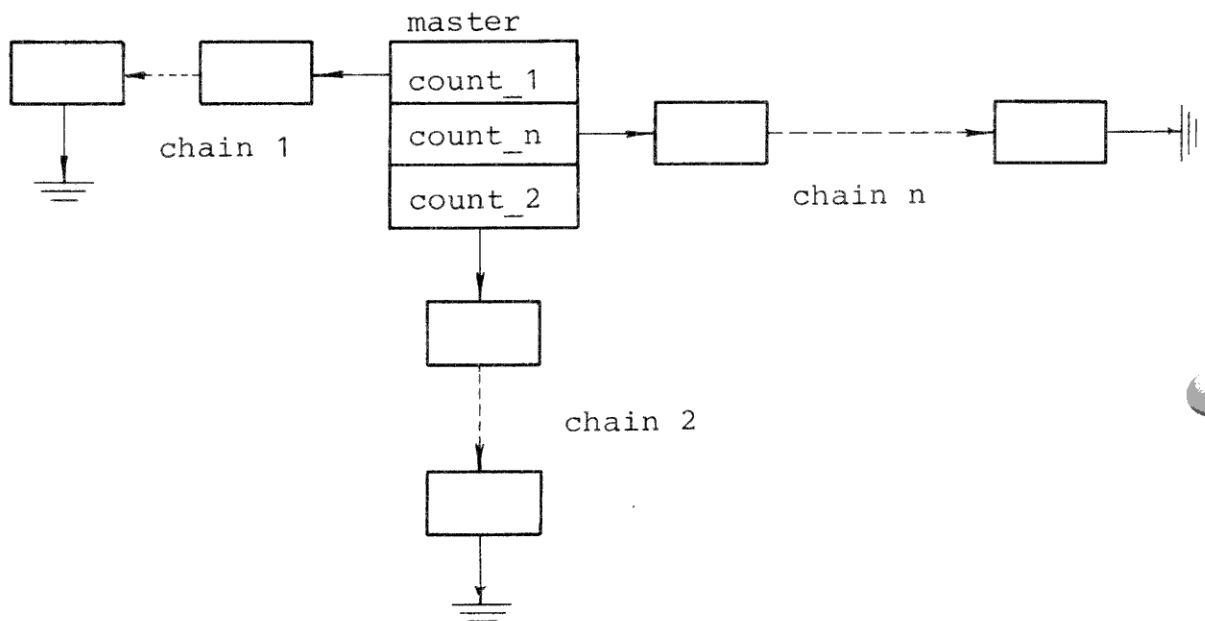 master
count_1
count_n
count_2
chain 1
chain n
chain 2